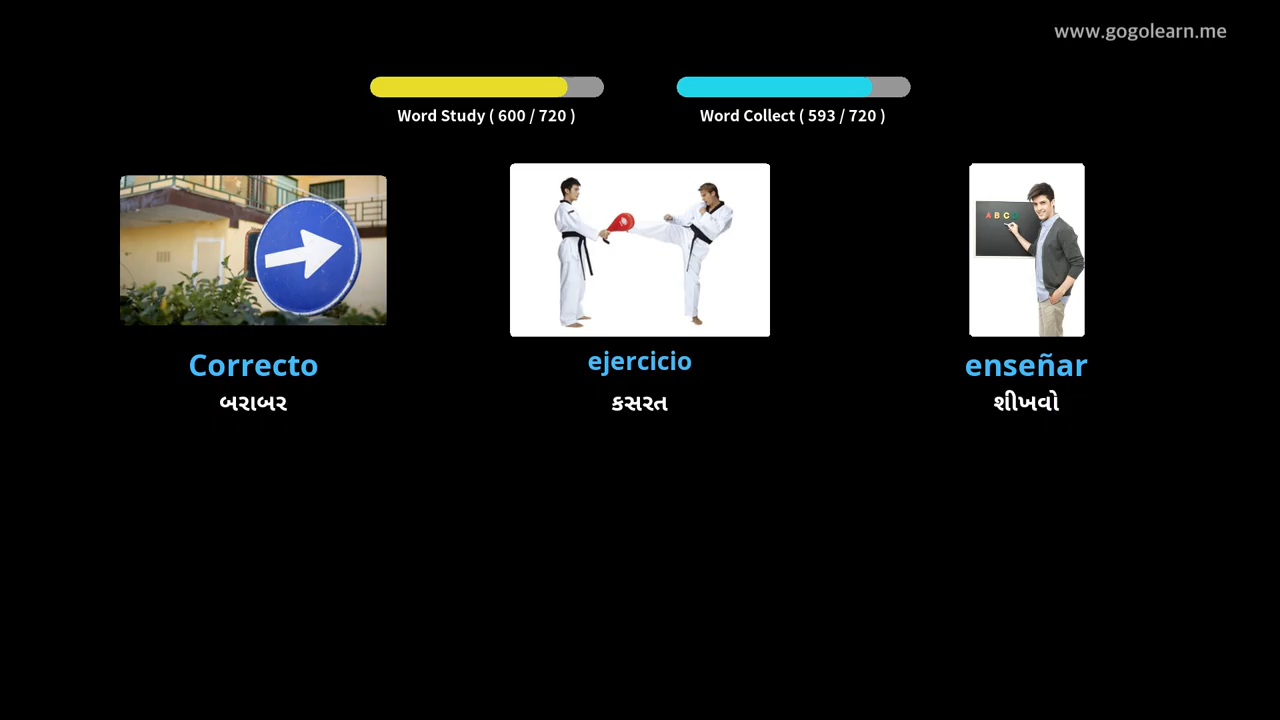 www.gogolearn.me
Word Study ( 600 / 720 )
Word Collect ( 593 / 720 )
A B C D
Correcto
ejercicio
enseñar
બરાબર
કસરત
શીખવો